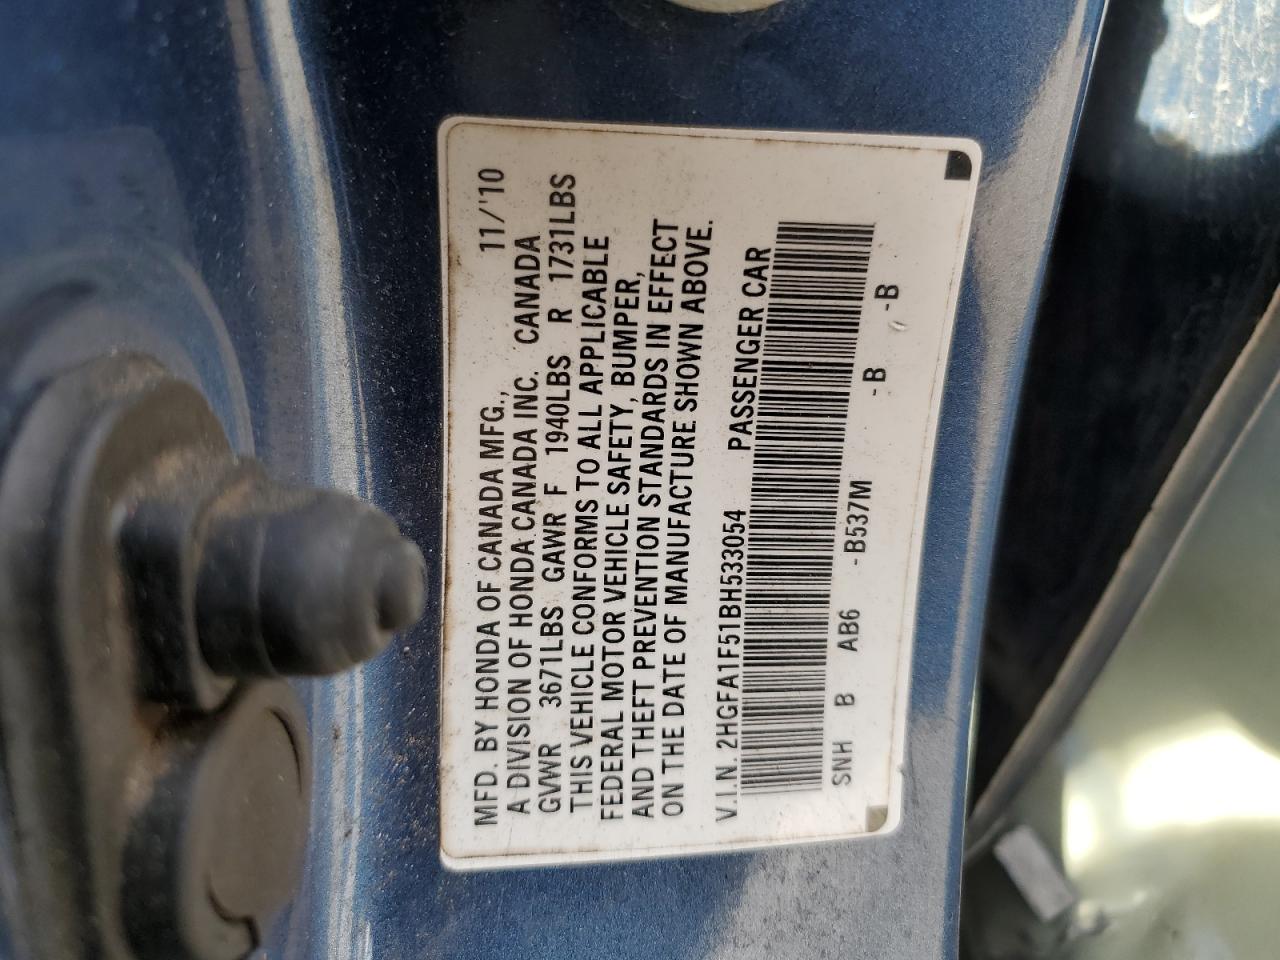 MFD. BY HONDA OF CANADA MFG., 11/'10
A DIVISION OF HONDA CANADA INC. CANADA
GVWR 3671LBS GAWR F 1940LBS R 1731LBS
THIS VEHICLE CONFORMS TO ALL APPLICABLE
FEDERAL MOTOR VEHICLE SAFETY, BUMPER,
AND THEFT PREVENTION STANDARDS IN EFFECT
ON THE DATE OF MANUFACTURE SHOWN ABOVE.
V.I.N. 2HGFA1F51BH533054 PASSENGER CAR
SNH B AB6 -B537M -B -B